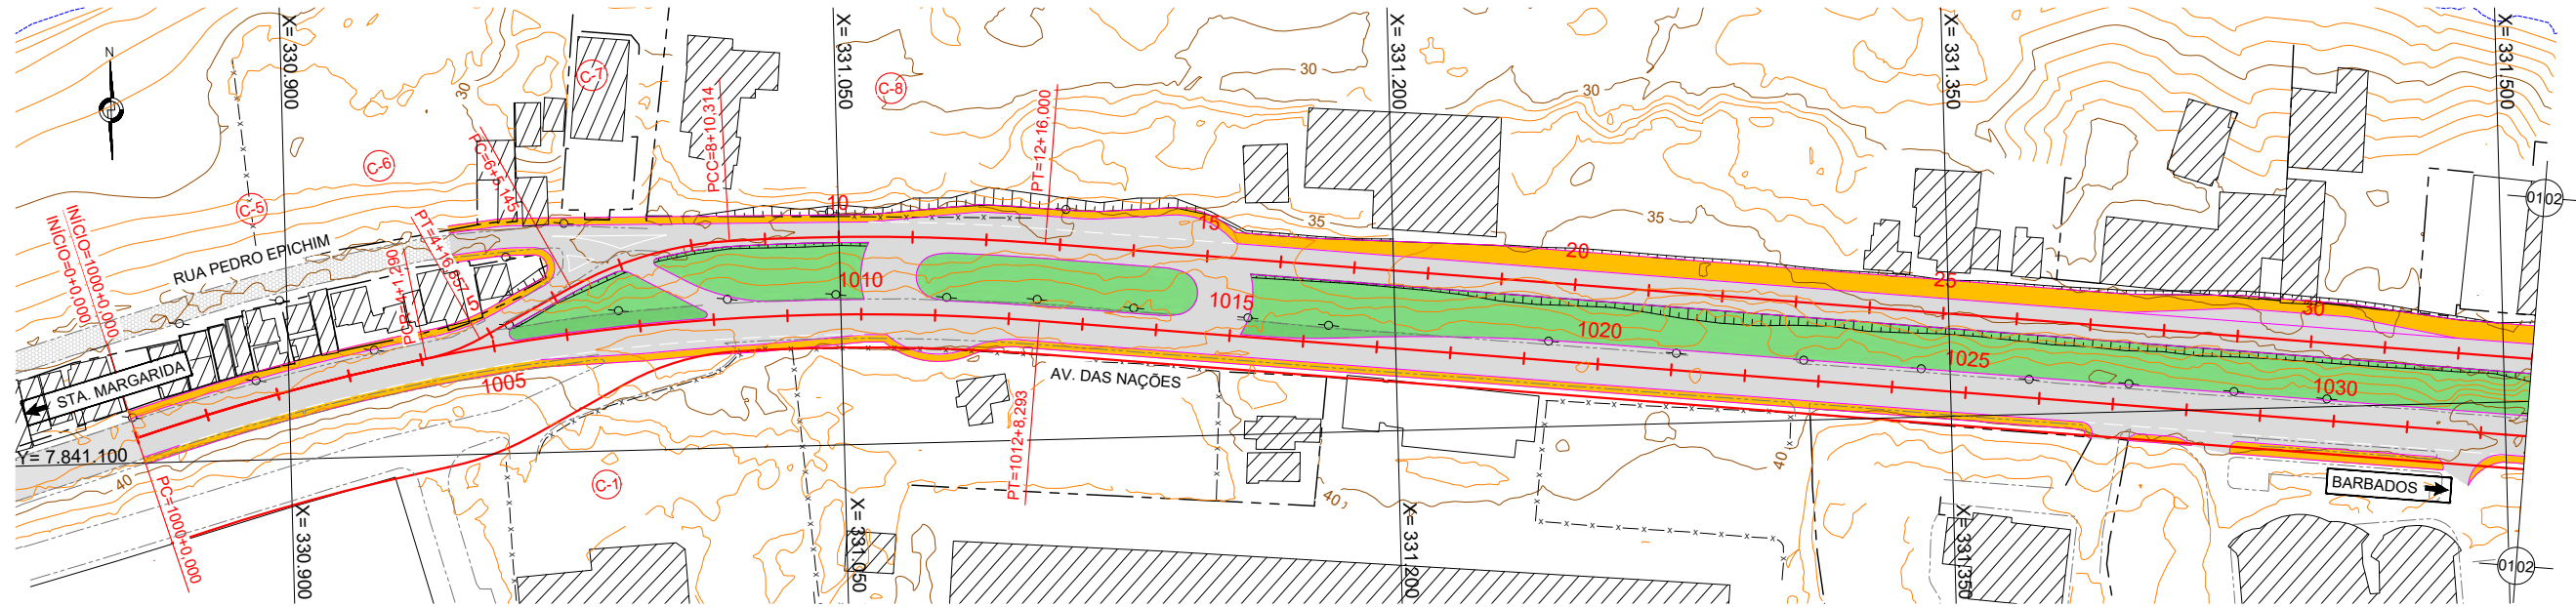 N
X= 330.900
X= 331.050
X= 331.200
X= 331.350
X= 331.500
C-7
C-8
C-6
C-5
30
30
30
PCC=8+10,314
PT=12+16,000
PC=6+5,145
INÍCIO=1000+0,000
INÍCIO=0+0,000
RUA PEDRO EPICHIM
PT=4+16,657
PC=4+1,290
5
10
15
20
25
30
35
35
0102
1005
1010
1015
1020
1025
1030
STA. MARGARIDA
AV. DAS NAÇÕES
Y= 7.841.100
40
40
40
PC=1000+0,000
PT=1012+8,293
C-1
BARBADOS
X= 330.900
X= 331.050
X= 331.200
X= 331.350
0102